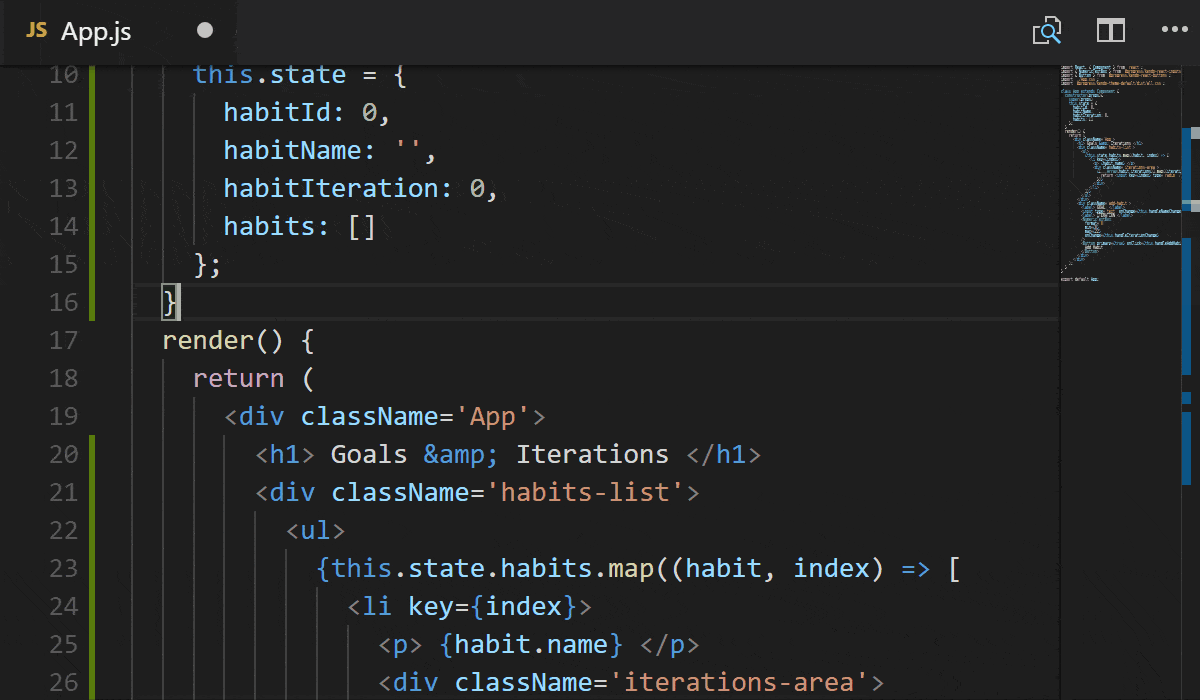 JS App.js
10 this.state = {
11 habitId: 0,
12 habitName: '',
13 habitIteration: 0,
14 habits: []
15 };
16 }
17 render() {
18 return (
19 <div className='App'>
20 <h1> Goals &amp; Iterations </h1>
21 <div className='habits-list'>
22 <ul>
23 {this.state.habits.map((habit, index) => [
24 <li key={index}>
25 <p> {habit.name} </p>
26 <div className='iterations-area'>